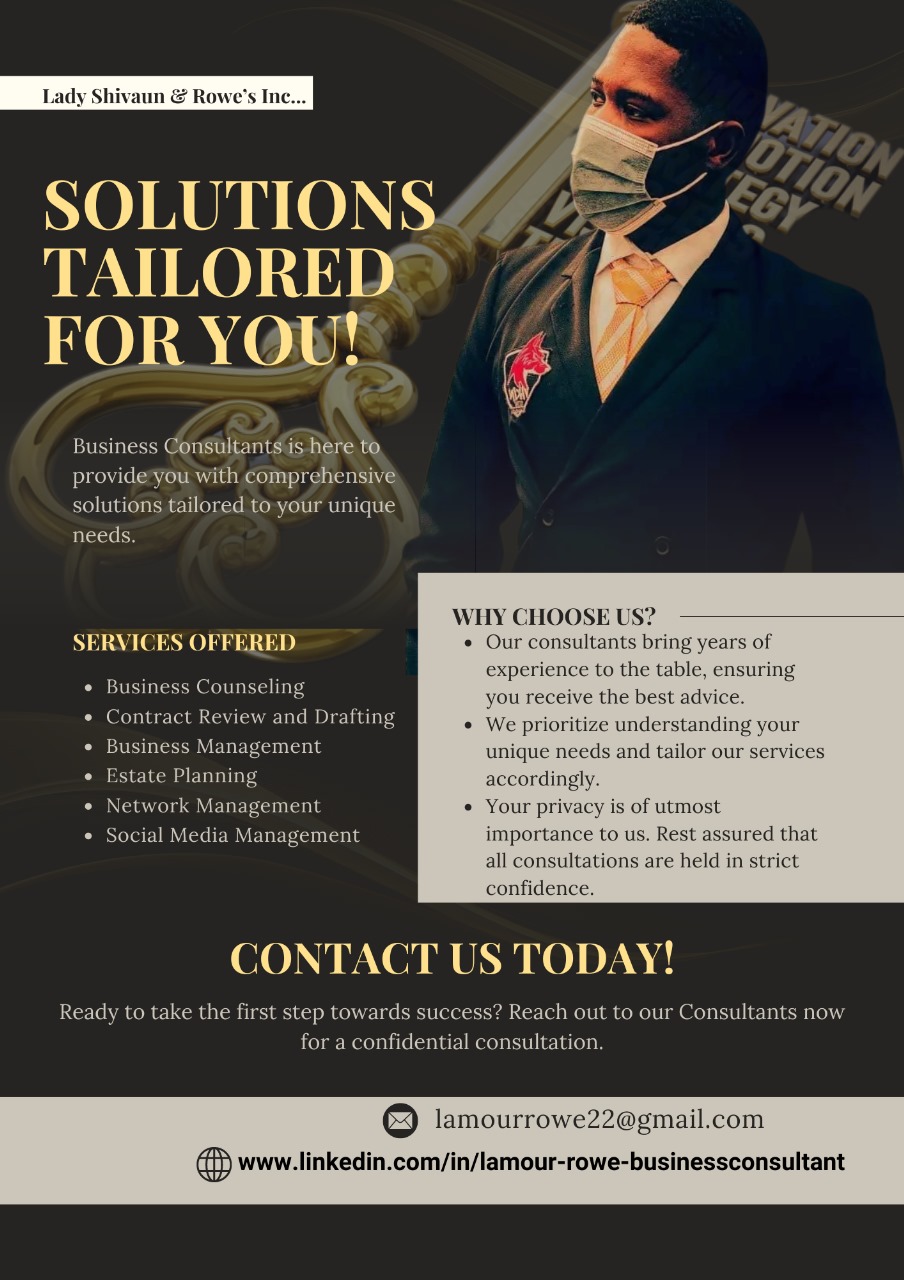 Lady Shivaun & Rowe’s Inc...
VATION
OTION
TEGY
SOLUTIONS
TAILORED
FOR YOU!
Business Consultants is here to
provide you with comprehensive
solutions tailored to your unique
needs.
SERVICES OFFERED
• Business Counseling
• Contract Review and Drafting
• Business Management
• Estate Planning
• Network Management
• Social Media Management
WHY CHOOSE US?
• Our consultants bring years of
experience to the table, ensuring
you receive the best advice.
• We prioritize understanding your
unique needs and tailor our services
accordingly.
• Your privacy is of utmost
importance to us. Rest assured that
all consultations are held in strict
confidence.
CONTACT US TODAY!
Ready to take the first step towards success? Reach out to our Consultants now
for a confidential consultation.
lamourrowe22@gmail.com
www.linkedin.com/in/lamour-rowe-businessconsultant